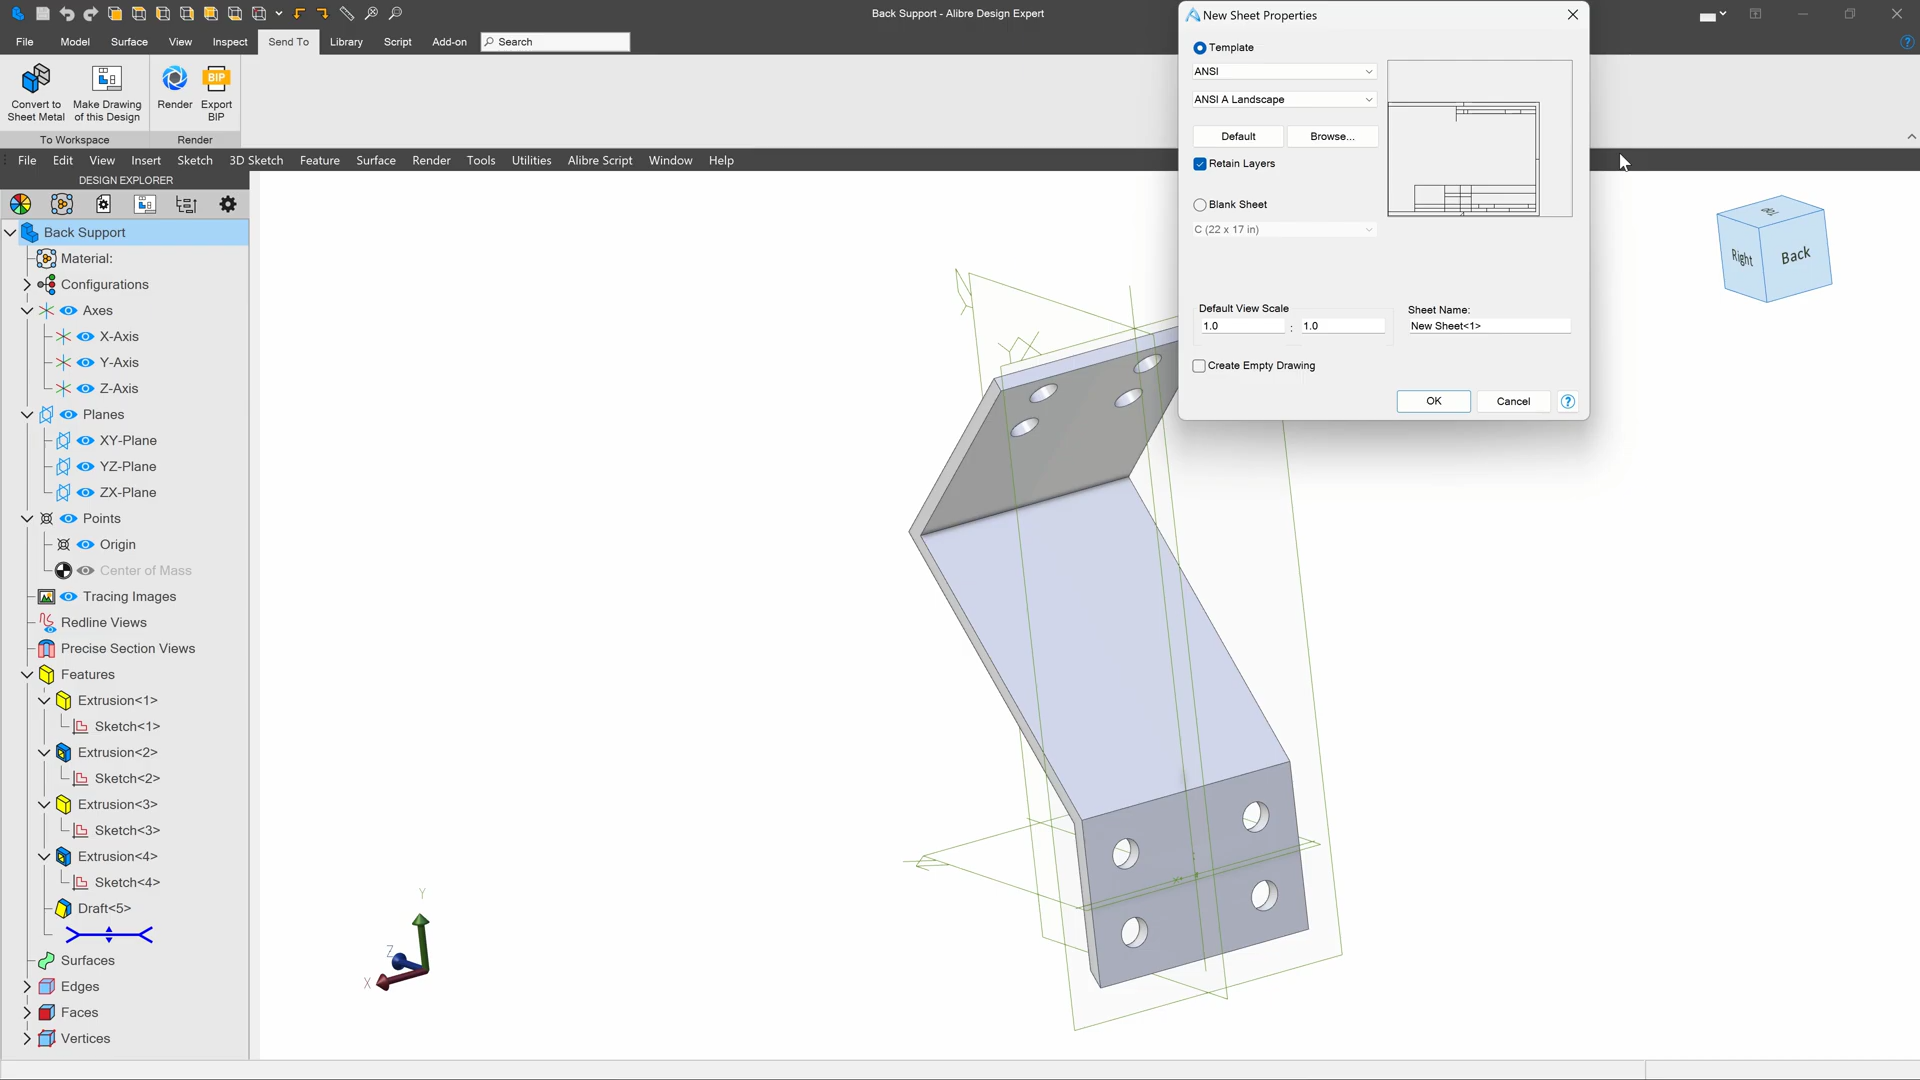 Back Support - Alibre Design Expert
File Model Surface View Inspect Send To Library Script Add-on Search
Convert to Sheet Metal
Make Drawing of this Design
Render
Export BIP
BIP
To Workspace
Render
File Edit View Insert Sketch 3D Sketch Feature Surface Render Tools Utilities Alibre Script Window Help
DESIGN EXPLORER
Back Support
Material:
Configurations
Axes
X-Axis
Y-Axis
Z-Axis
Planes
XY-Plane
YZ-Plane
ZX-Plane
Points
Origin
Center of Mass
Tracing Images
Redline Views
Precise Section Views
Features
Extrusion<1>
Sketch<1>
Extrusion<2>
Sketch<2>
Extrusion<3>
Sketch<3>
Extrusion<4>
Sketch<4>
Draft<5>
Surfaces
Edges
Faces
Vertices
New Sheet Properties
Template
ANSI
ANSI A Landscape
Default Browse...
Retain Layers
Blank Sheet
C (22 x 17 in)
Default View Scale
1.0 : 1.0
Sheet Name:
New Sheet<1>
Create Empty Drawing
OK Cancel ?
Top
Right
Back
Y
Z
X